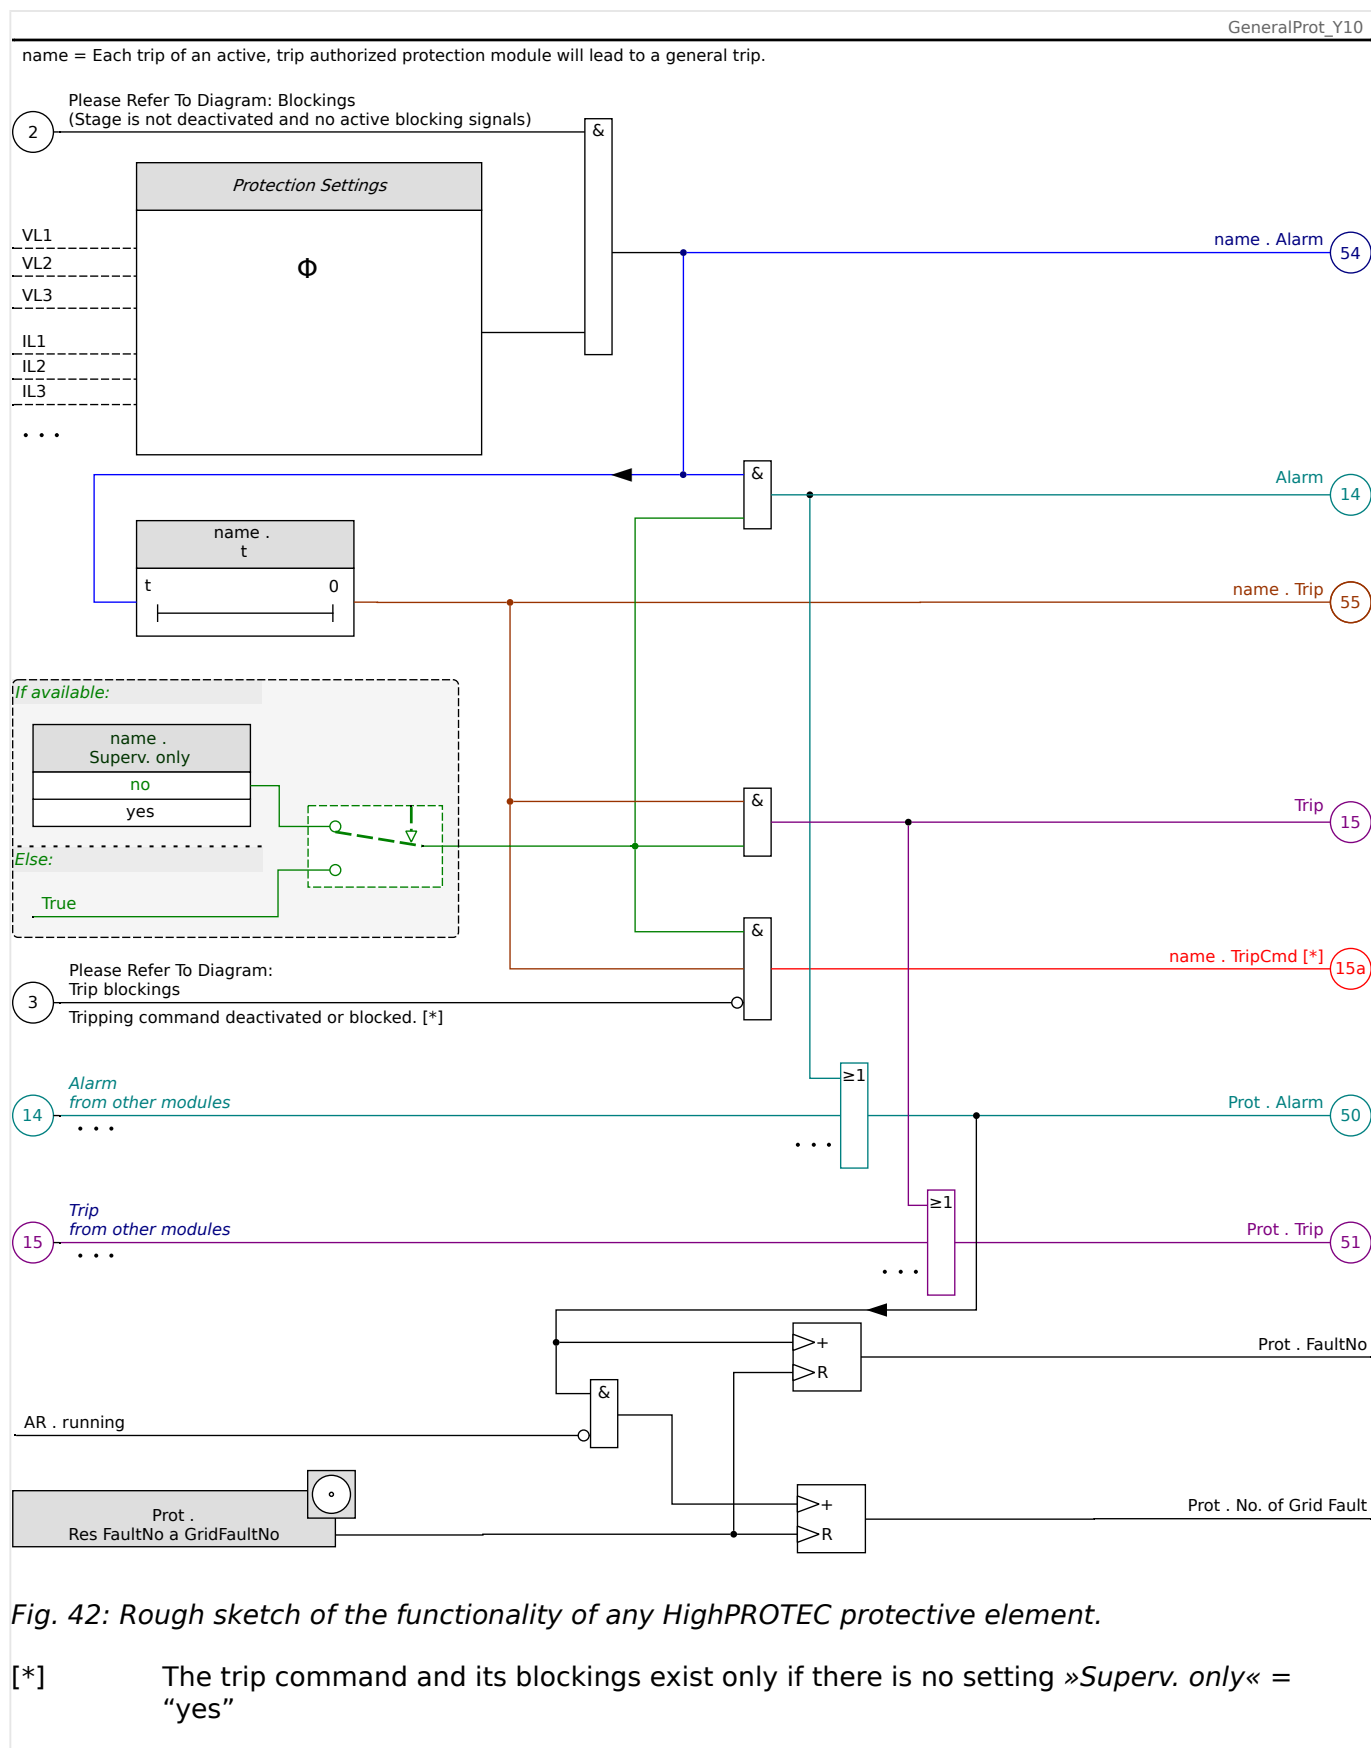 GeneralProt_Y10
name = Each trip of an active, trip authorized protection module will lead to a general trip.
Please Refer To Diagram: Blockings
(Stage is not deactivated and no active blocking signals)
2
&
Protection Settings
Φ
VL1
VL2
VL3
IL1
IL2
IL3
. . .
name . Alarm
54
&
Alarm
14
name .
t
t 0
name . Trip
55
If available:
name .
Superv. only
no
yes
Else:
True
&
Trip
15
&
name . TripCmd [*]
15a
Please Refer To Diagram:
Trip blockings
3
Tripping command deactivated or blocked. [*]
Alarm
from other modules
14
. . .
≥1
. . .
Prot . Alarm
50
Trip
from other modules
15
. . .
≥1
. . .
Prot . Trip
51
+
R
Prot . FaultNo
&
AR . running
Prot .
Res FaultNo a GridFaultNo
+
R
Prot . No. of Grid Fault
Fig. 42: Rough sketch of the functionality of any HighPROTEC protective element.
[*] The trip command and its blockings exist only if there is no setting »Superv. only« =
“yes”